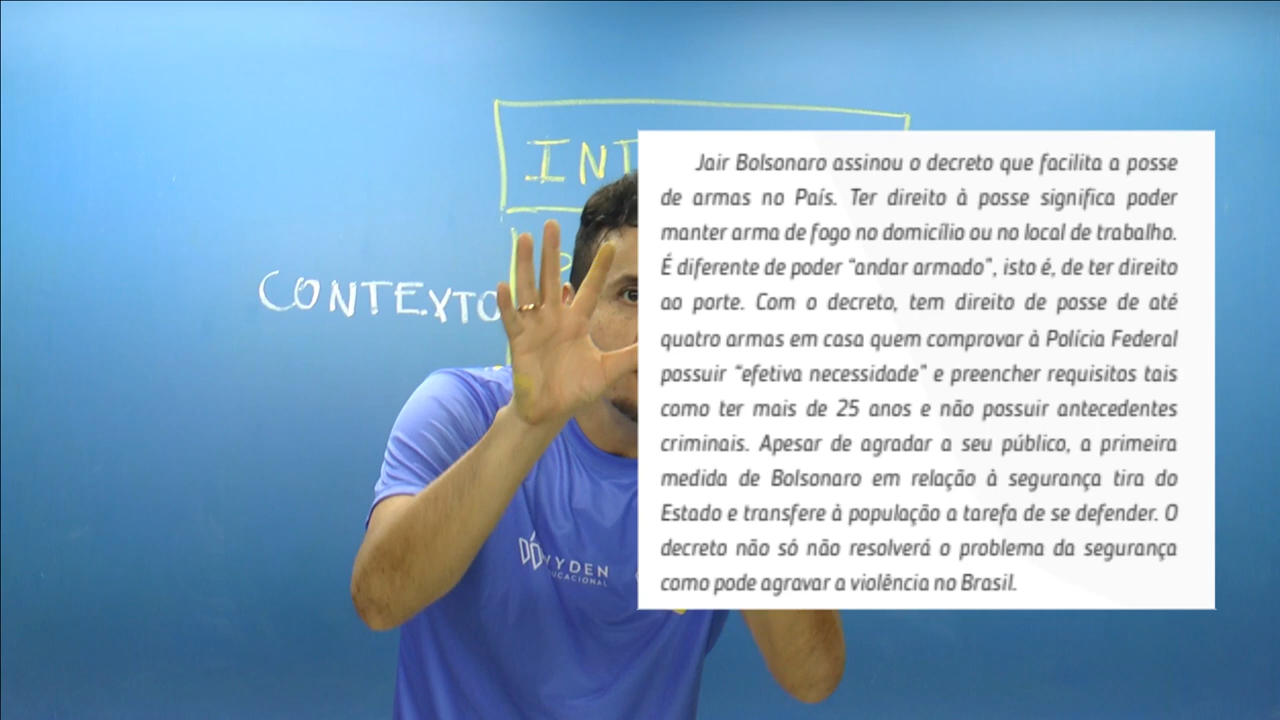 CONTEXTO
Jair Bolsonaro assinou o decreto que facilita a posse
de armas no País. Ter direito à posse significa poder
manter arma de fogo no domicílio ou no local de trabalho.
É diferente de poder “andar armado”, isto é, de ter direito
ao porte. Com o decreto, tem direito de posse de até
quatro armas em casa quem comprovar à Polícia Federal
possuir “efetiva necessidade” e preencher requisitos tais
como ter mais de 25 anos e não possuir antecedentes
criminais. Apesar de agradar a seu público, a primeira
medida de Bolsonaro em relação à segurança tira do
Estado e transfere à população a tarefa de se defender. O
decreto não só não resolverá o problema da segurança
como pode agravar a violência no Brasil.